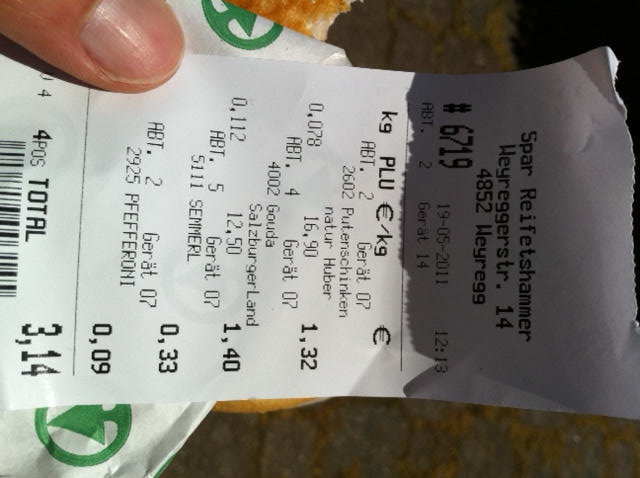 Spar Reifetshammer
Weyreggerstr. 14
4852 Weyregg
# 6719 19-05-2011 12:13
ABT. 2 Gerät 14
kg PLU €/kg €
ABT. 2 Gerät 07
2602 Putenschinken
natur Huber
0,078 16,90 1,32
ABT. 4 Gerät 07
4002 Gouda
SalzburgerLand
0,112 12,50 1,40
ABT. 5 Gerät 07
5111 SEMMERL
0,33
ABT. 2 Gerät 07
2925 PFEFFERONI
0,09
4POS TOTAL 3,14